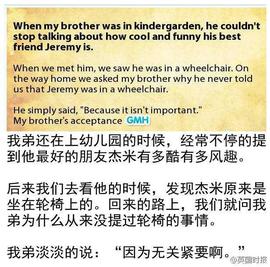 When my brother was in kindergarden, he couldn't
stop talking about how cool and funny his best
friend Jeremy is.
When we met him, we saw he was in a wheelchair. On
the way home we asked my brother why he never told
us that Jeremy was in a wheelchair.
He simply said, "Because it isn't important."
My brother's acceptance GMH
我弟还在上幼儿园的时候，经常不停的提
到他最好的朋友杰米有多酷有多风趣。
后来我们去看他的时候，发现杰米原来是
坐在轮椅上的。回来的路上，我们就问我
弟为什么从来没提过轮椅的事情。
我弟淡淡的说：“因为无关紧要啊。”
@英国时报